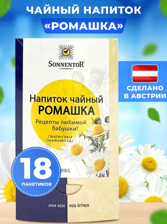 ЧАЙНЫЙ НАПИТОК
«РОМАШКА»
SONNENTOR
СДЕЛАНО
В АВСТРИИ
Напиток чайный
РОМАШКА
Рецепты любимой
бабушки!
18
ПАКЕТИКОВ